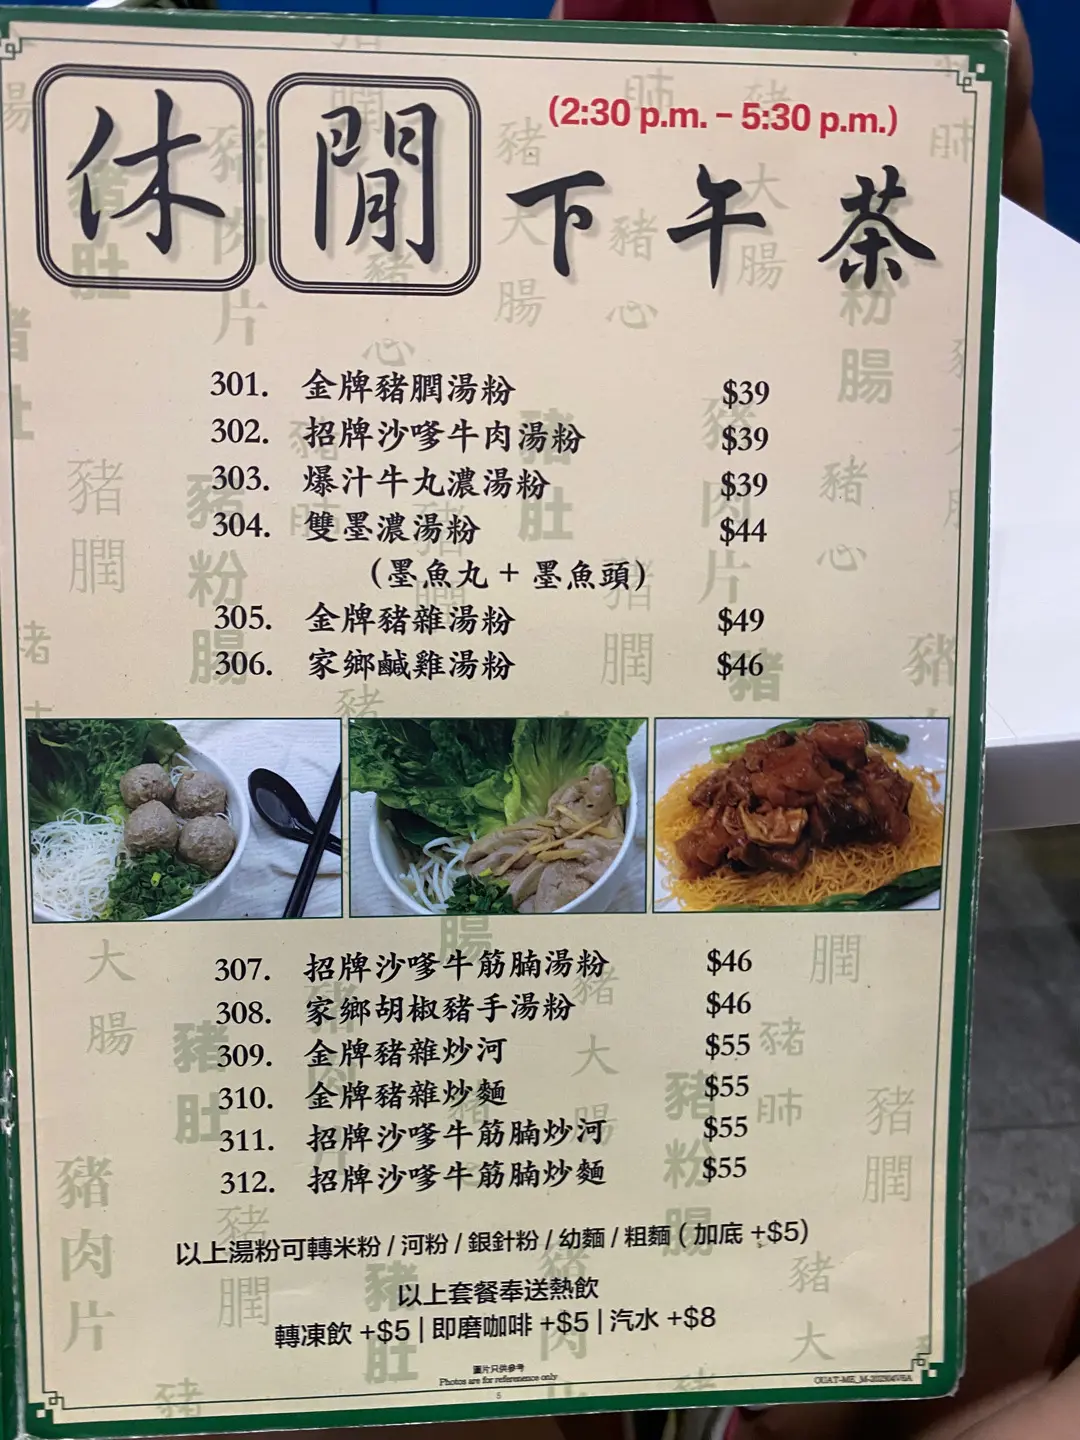 休閒下午茶
(2:30 p.m. - 5:30 p.m.)
301. 金牌豬膶湯粉 $39
302. 招牌沙嗲牛肉湯粉 $39
303. 爆汁牛丸濃湯粉 $39
304. 雙墨濃湯粉 $44
(墨魚丸 + 墨魚頭)
305. 金牌豬雜湯粉 $49
306. 家鄉鹹雞湯粉 $46
307. 招牌沙嗲牛筋腩湯粉 $46
308. 家鄉胡椒豬手湯粉 $46
309. 金牌豬雜炒河 $55
310. 金牌豬雜炒麵 $55
311. 招牌沙嗲牛筋腩炒河 $55
312. 招牌沙嗲牛筋腩炒麵 $55
以上湯粉可轉米粉 / 河粉 / 銀針粉 / 幼麵 / 粗麵 ( 加底 +$5)
以上套餐奉送熱飲
轉凍飲 +$5 | 即磨咖啡 +$5 | 汽水 +$8
圖片只供參考
Photos are for referenence only
5